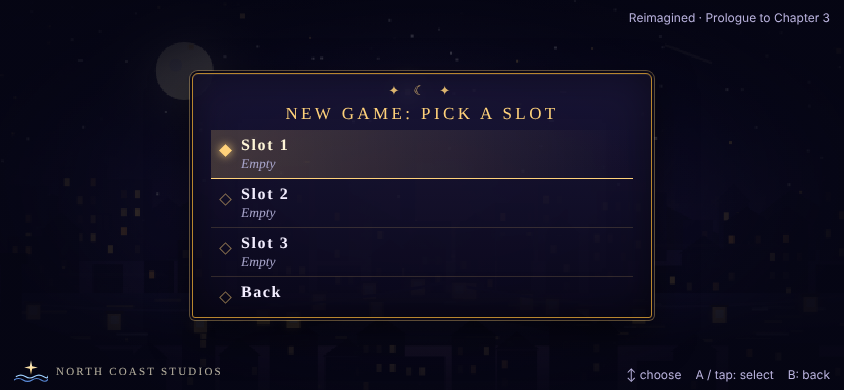 Reimagined · Prologue to Chapter 3
NEW GAME: PICK A SLOT
Slot 1
Empty
Slot 2
Empty
Slot 3
Empty
Back
NORTH COAST STUDIOS
↕ choose A / tap: select B: back